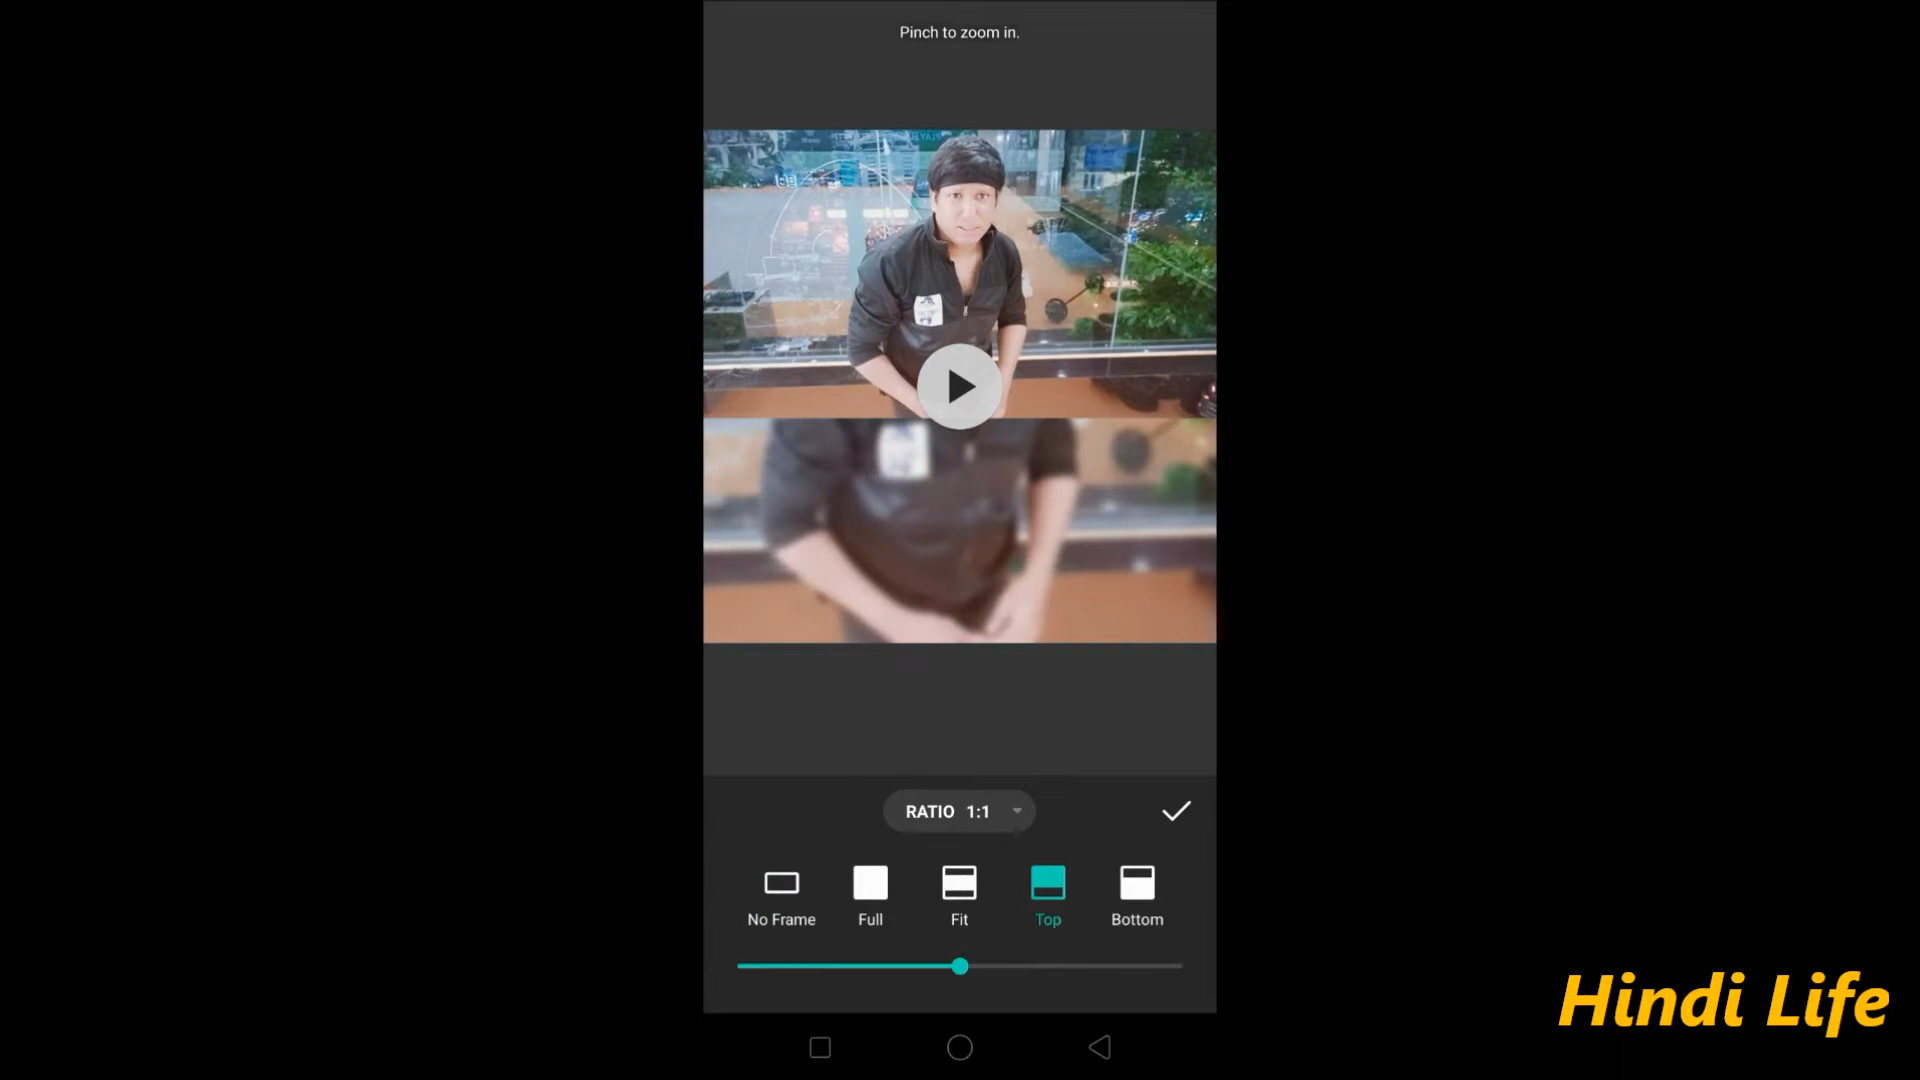 Pinch to zoom in.
RATIO 1:1
No Frame Full Fit Top Bottom
Hindi Life